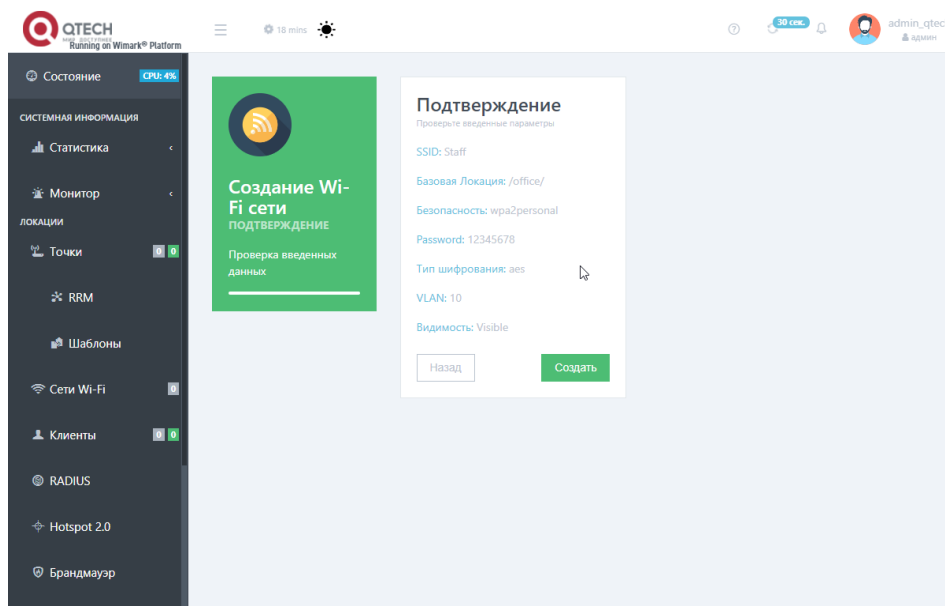 QTECH
МИР ДОСТУПНЕЕ
Running on Wimark® Platform
18 mins
30 сек.
admin_qtec
админ
Состояние
CPU: 4%
СИСТЕМНАЯ ИНФОРМАЦИЯ
Статистика
Монитор
ЛОКАЦИИ
Точки
0 0
RRM
Шаблоны
Сети Wi-Fi
0
Клиенты
0 0
RADIUS
Hotspot 2.0
Брандмауэр
Создание Wi-
Fi сети
ПОДТВЕРЖДЕНИЕ
Проверка введенных
данных
Подтверждение
Проверьте введенные параметры
SSID: Staff
Базовая Локация: /office/
Безопасность: wpa2personal
Password: 12345678
Тип шифрования: aes
VLAN: 10
Видимость: Visible
Назад
Создать